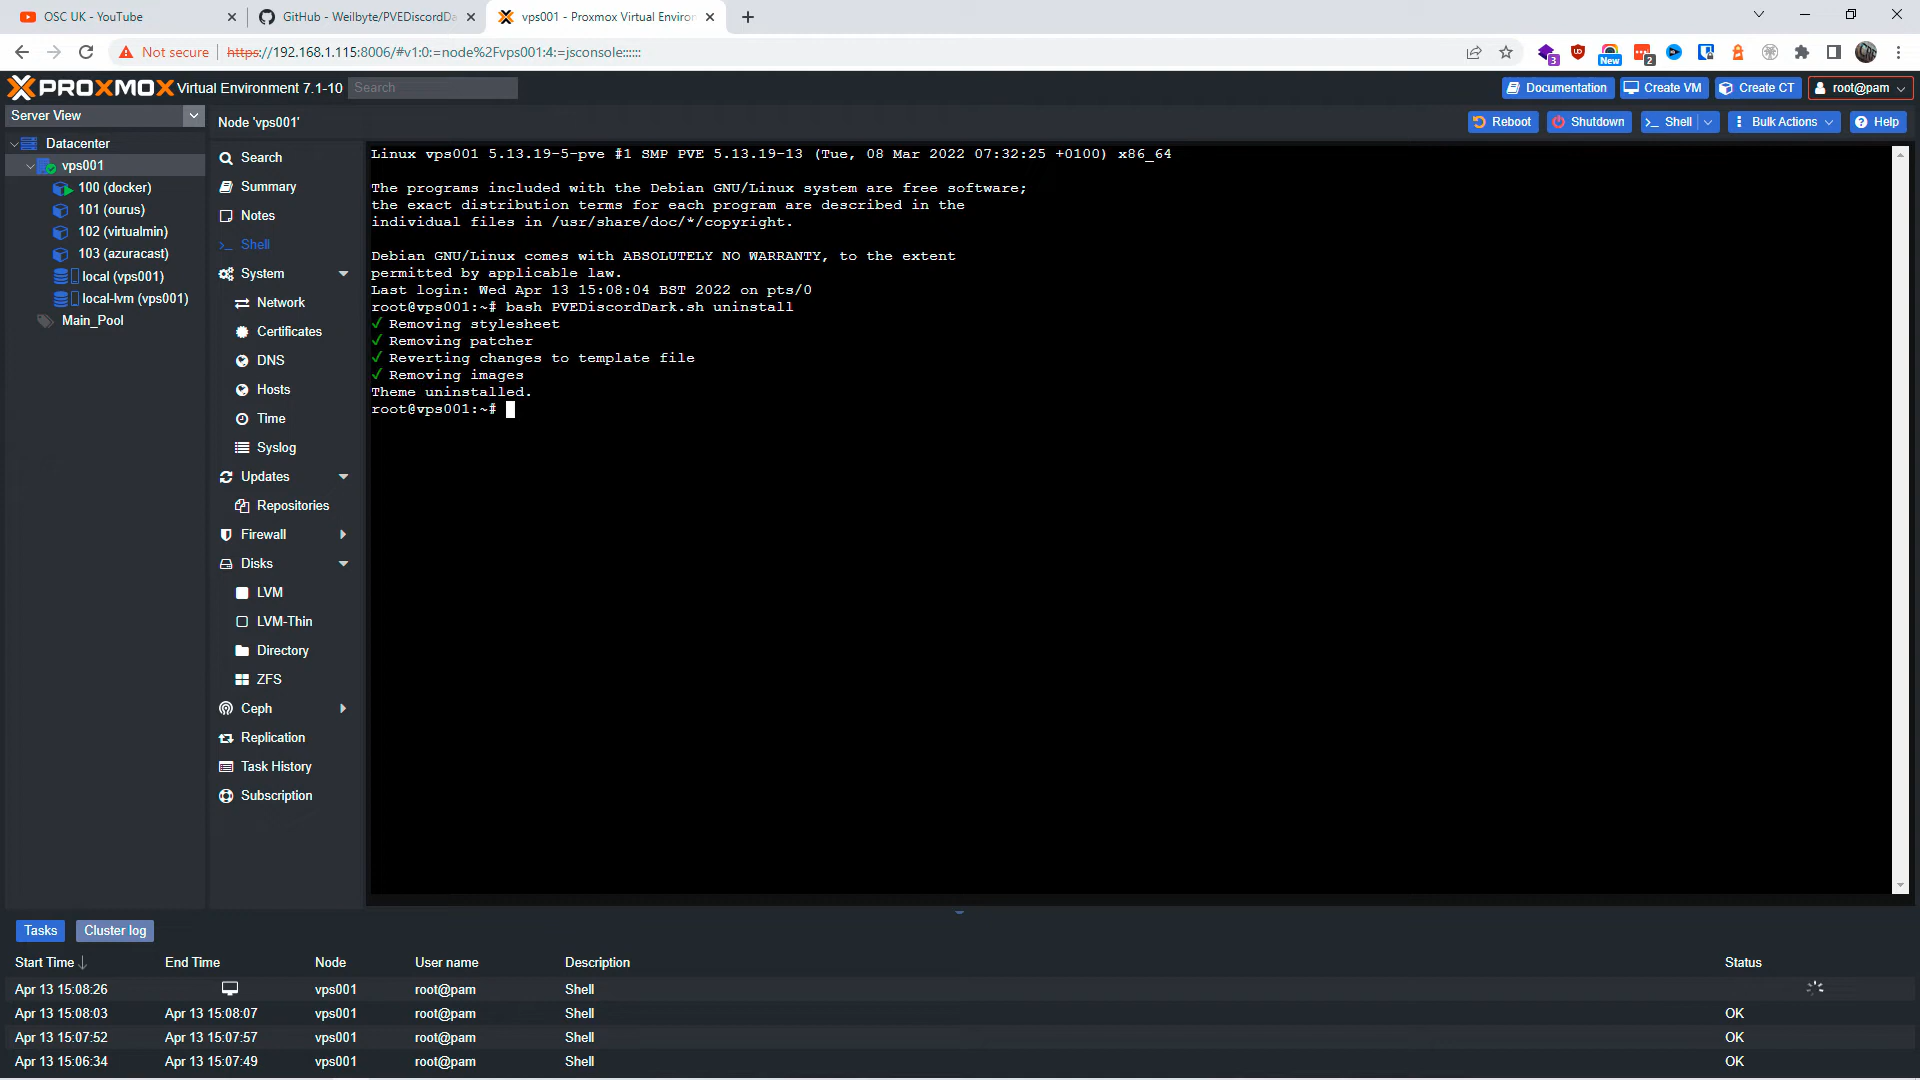 OSC UK - YouTube
GitHub - Weilbyte/PVEDiscordDa
vps001 - Proxmox Virtual Enviror
Not secure
https://192.168.1.115:8006/#v1:0:=node%2Fvps001:4:=jsconsole::::::
3
New
2
PROXMOX Virtual Environment 7.1-10
Search
Documentation
Create VM
Create CT
root@pam
Server View
Node 'vps001'
Reboot
Shutdown
Shell
Bulk Actions
Help
Datacenter
vps001
100 (docker)
101 (ourus)
102 (virtualmin)
103 (azuracast)
local (vps001)
local-lvm (vps001)
Main_Pool
Search
Summary
Notes
Shell
System
Network
Certificates
DNS
Hosts
Time
Syslog
Updates
Repositories
Firewall
Disks
LVM
LVM-Thin
Directory
ZFS
Ceph
Replication
Task History
Subscription
Linux vps001 5.13.19-5-pve #1 SMP PVE 5.13.19-13 (Tue, 08 Mar 2022 07:32:25 +0100) x86_64
The programs included with the Debian GNU/Linux system are free software;
the exact distribution terms for each program are described in the
individual files in /usr/share/doc/*/copyright.
Debian GNU/Linux comes with ABSOLUTELY NO WARRANTY, to the extent
permitted by applicable law.
Last login: Wed Apr 13 15:08:04 BST 2022 on pts/0
root@vps001:~# bash PVEDiscordDark.sh uninstall
✓ Removing stylesheet
✓ Removing patcher
✓ Reverting changes to template file
✓ Removing images
Theme uninstalled.
root@vps001:~#
Tasks
Cluster log
Start Time ↓ End Time Node User name Description Status
Apr 13 15:08:26 vps001 root@pam Shell
Apr 13 15:08:03 Apr 13 15:08:07 vps001 root@pam Shell OK
Apr 13 15:07:52 Apr 13 15:07:57 vps001 root@pam Shell OK
Apr 13 15:06:34 Apr 13 15:07:49 vps001 root@pam Shell OK